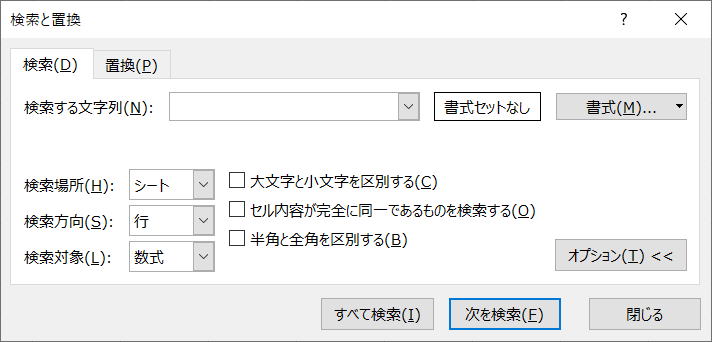 検索と置換
検索(D) 置換(P)
検索する文字列(N): 書式セットなし 書式(M)...
検索場所(H): シート 大文字と小文字を区別する(C)
検索方向(S): 行 セル内容が完全に同一であるものを検索する(O)
検索対象(L): 数式 半角と全角を区別する(B)
オプション(T) <<
すべて検索(I) 次を検索(F) 閉じる